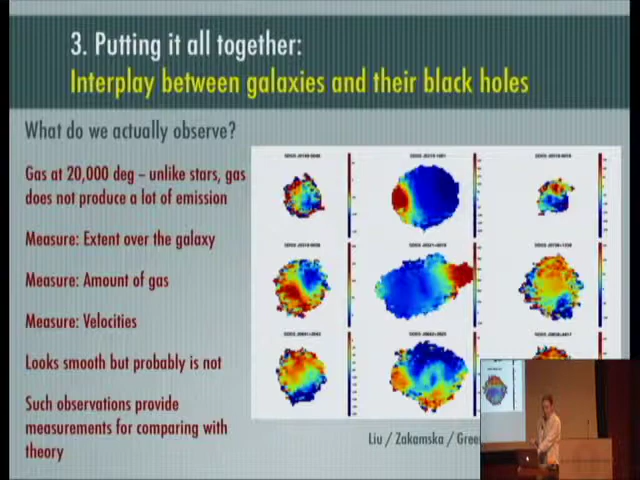 3. Putting it all together:
Interplay between galaxies and their black holes
What do we actually observe?
Gas at 20,000 deg – unlike stars, gas
does not produce a lot of emission
Measure: Extent over the galaxy
Measure: Amount of gas
Measure: Velocities
Looks smooth but probably is not
Such observations provide
measurements for comparing with
theory
Liu / Zakamska / Gree